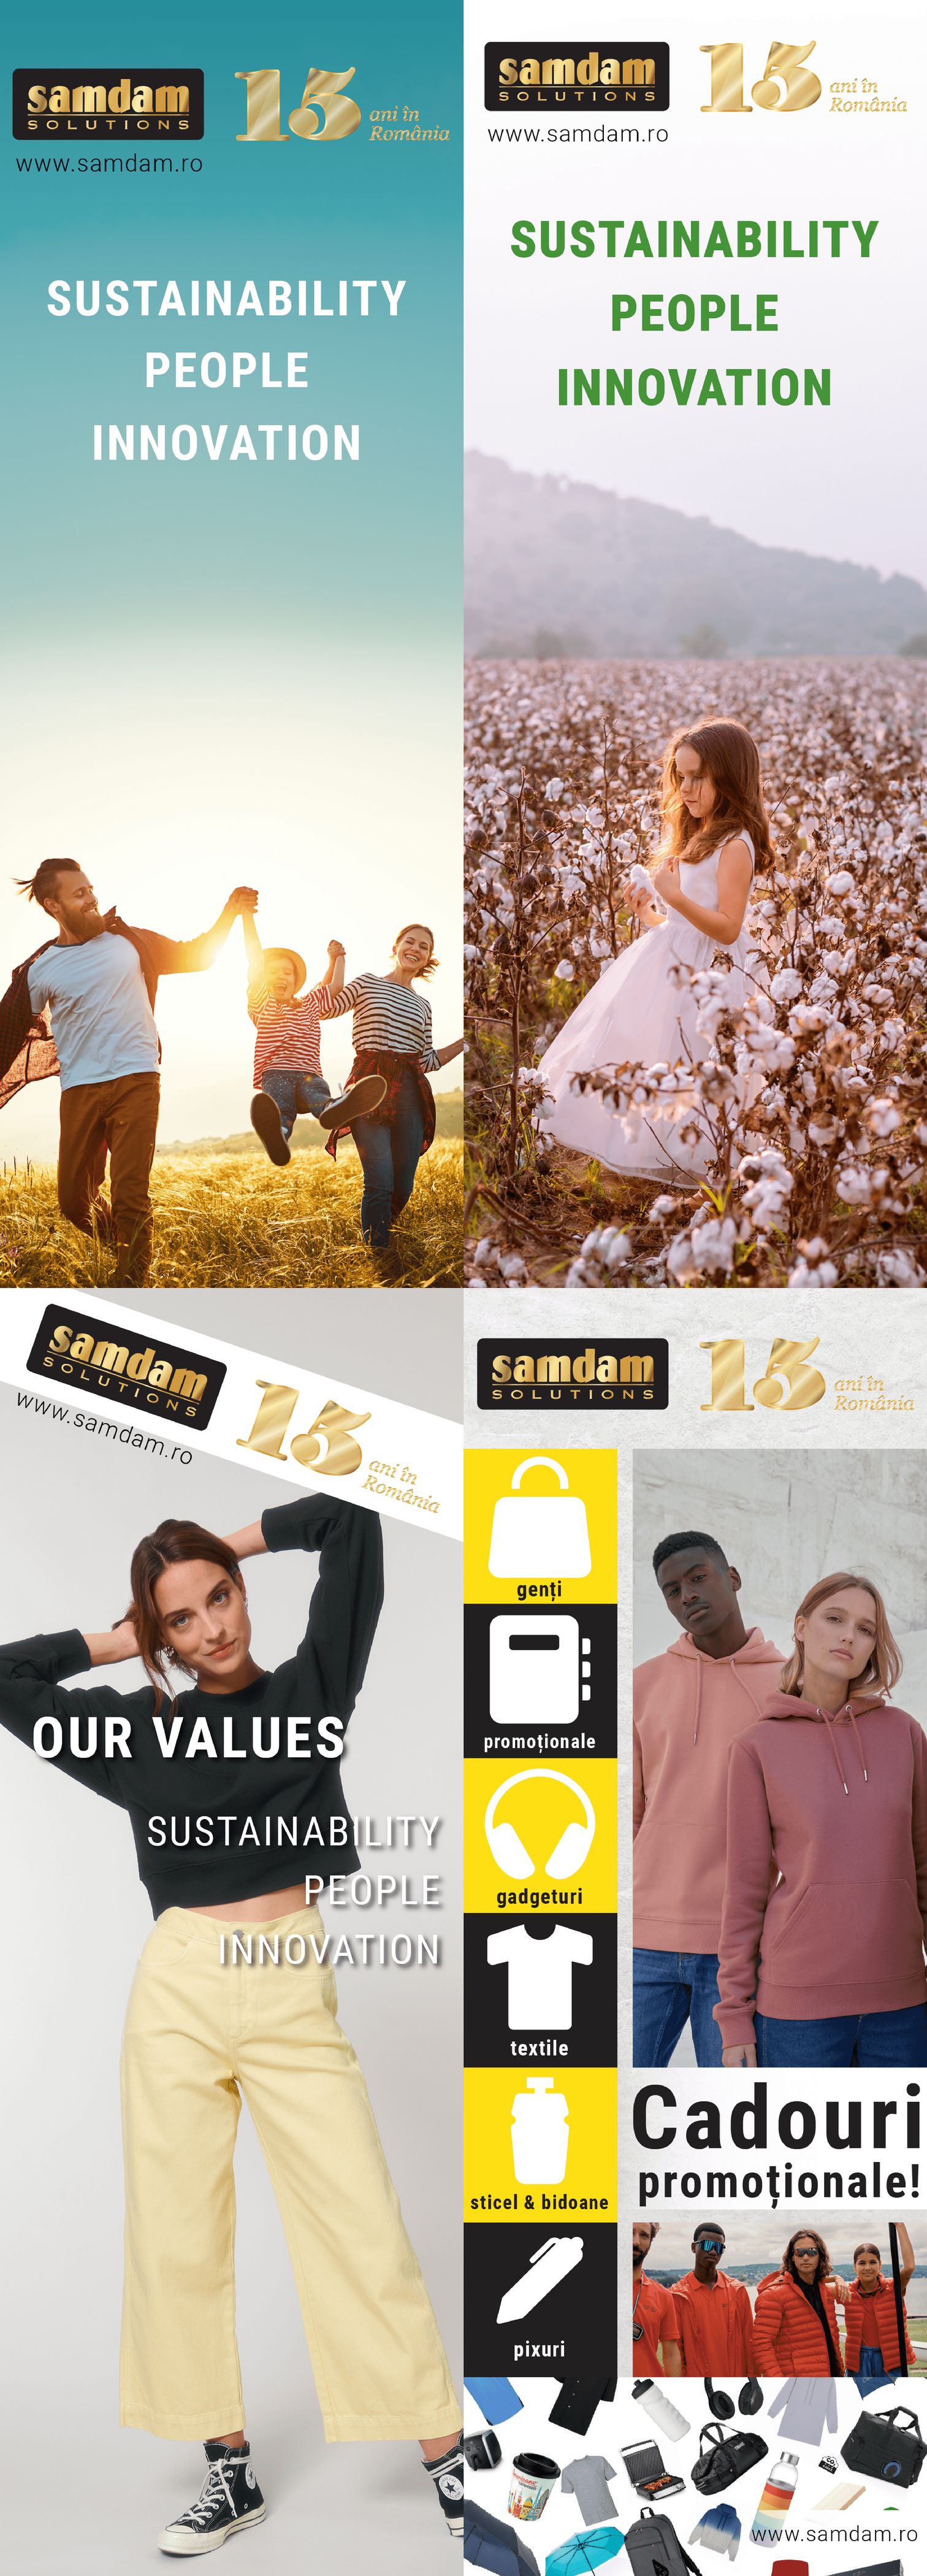 samdam
SOLUTIONS
15 ani în
România
www.samdam.ro
SUSTAINABILITY
PEOPLE
INNOVATION
samdam
SOLUTIONS
15 ani în
România
www.samdam.ro
SUSTAINABILITY
PEOPLE
INNOVATION
samdam
SOLUTIONS
www.samdam.ro
15 ani în
România
OUR VALUES
SUSTAINABILITY
PEOPLE
INNOVATION
samdam
SOLUTIONS
15 ani în
România
genți
promoționale
gadgeturi
textile
sticel & bidoane
pixuri
Cadouri
promoționale!
www.samdam.ro